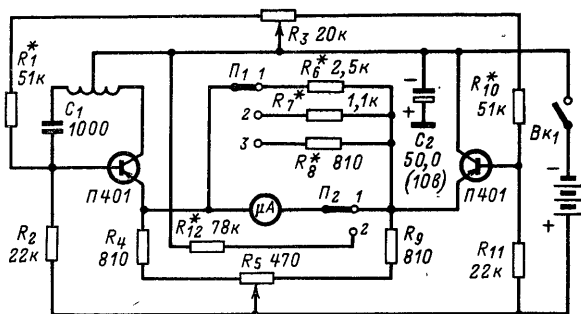 R₃ 20к
R₁*
51к
П₁ 1
R₆* 2,5к
R₇* 1,1к
2
3
R₈* 810
C₁
1000
C₂
50,0
(10В)
−
+
R₁₀*
51к
Вк₁
−
+
П401
П401
μA
П₂ 1
2
R₂
22к
R₄
810
R₁₂* 78к
R₅ 470
R₉
810
R₁₁
22к